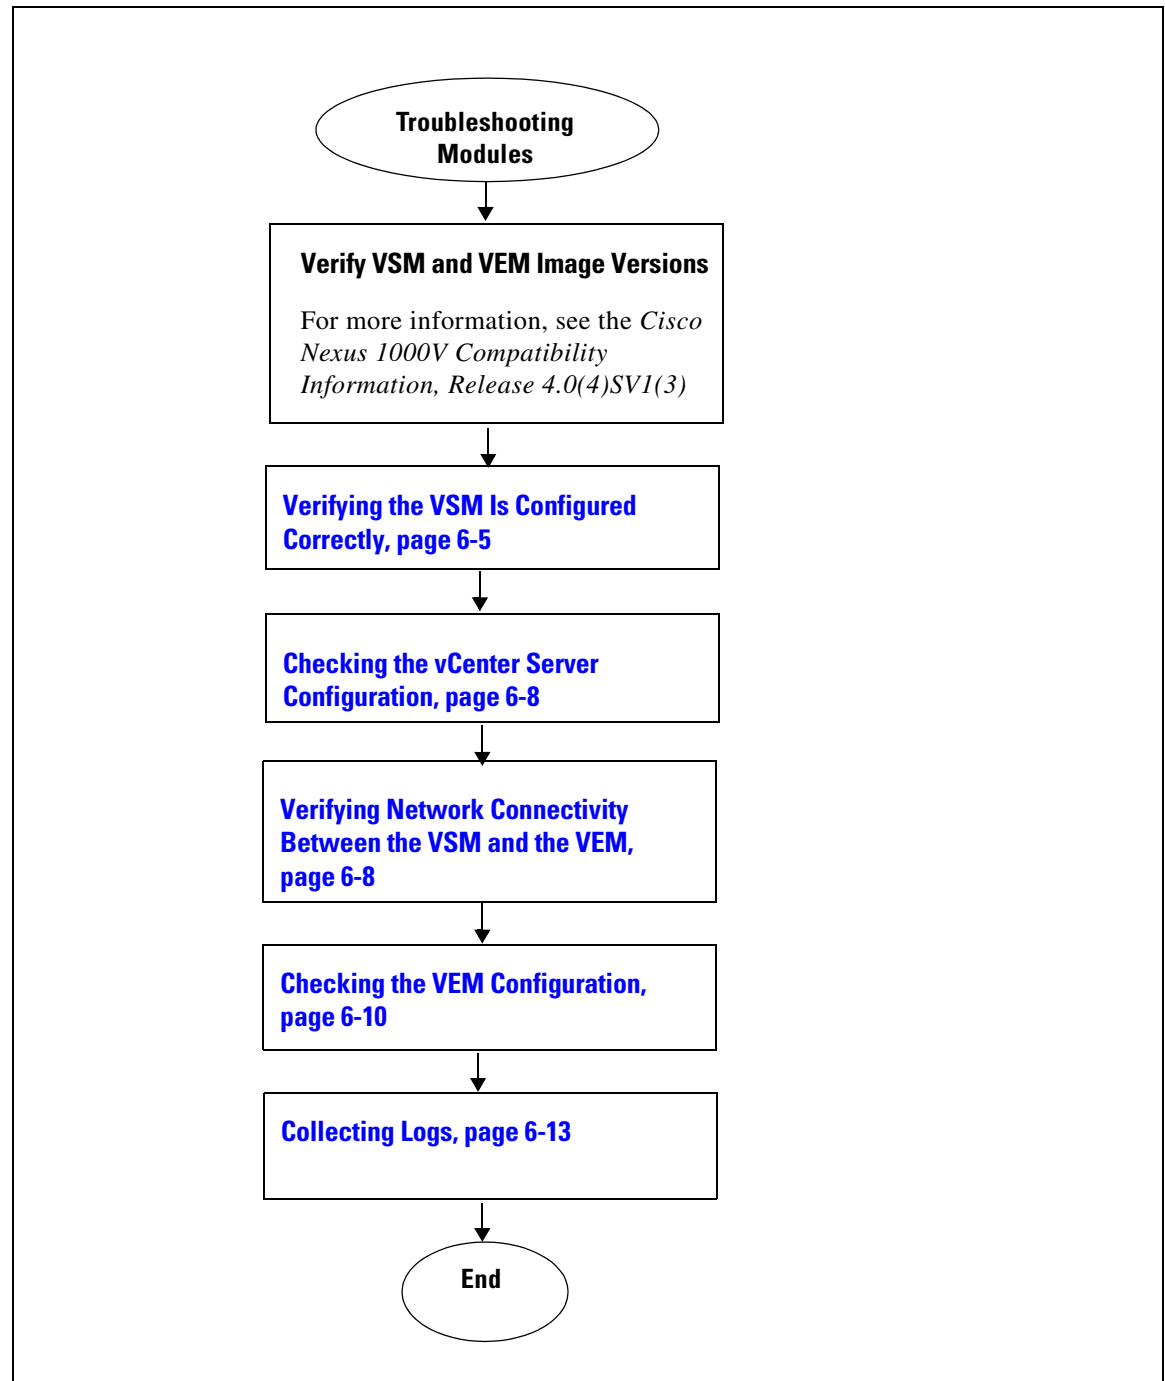 Troubleshooting
Modules
Verify VSM and VEM Image Versions
For more information, see the Cisco
Nexus 1000V Compatibility
Information, Release 4.0(4)SV1(3)
Verifying the VSM Is Configured
Correctly, page 6-5
Checking the vCenter Server
Configuration, page 6-8
Verifying Network Connectivity
Between the VSM and the VEM,
page 6-8
Checking the VEM Configuration,
page 6-10
Collecting Logs, page 6-13
End